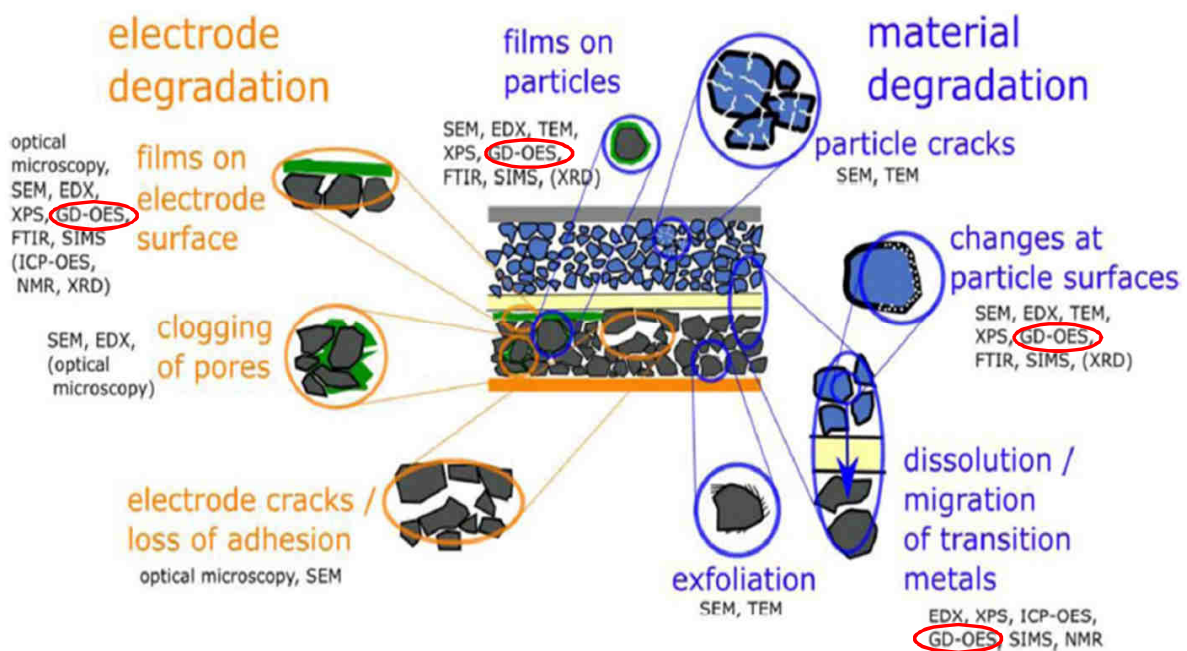 electrode
degradation
optical
microscopy,
SEM, EDX,
XPS, GD-OES,
FTIR, SIMS
(ICP-OES,
NMR, XRD)
films on
electrode
surface
SEM, EDX,
(optical
microscopy)
clogging
of pores
electrode cracks /
loss of adhesion
optical microscopy, SEM
films on
particles
SEM, EDX, TEM,
XPS, GD-OES,
FTIR, SIMS, (XRD)
material
degradation
particle cracks
SEM, TEM
changes at
particle surfaces
SEM, EDX, TEM,
XPS, GD-OES,
FTIR, SIMS, (XRD)
exfoliation
SEM, TEM
dissolution /
migration
of transition
metals
EDX, XPS, ICP-OES,
GD-OES, SIMS, NMR